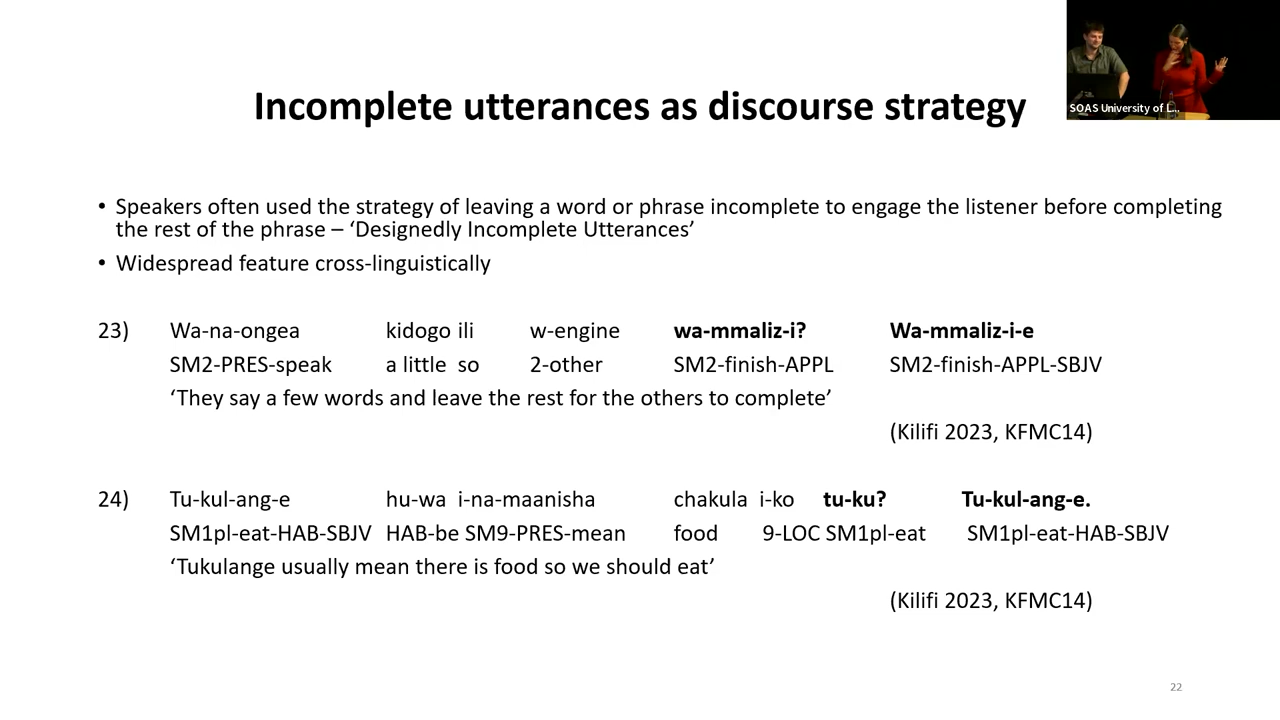 SOAS University of L...
Incomplete utterances as discourse strategy
• Speakers often used the strategy of leaving a word or phrase incomplete to engage the listener before completing
the rest of the phrase – ‘Designedly Incomplete Utterances’
• Widespread feature cross-linguistically
23) Wa-na-ongea kidogo ili w-engine wa-mmaliz-i? Wa-mmaliz-i-e
SM2-PRES-speak a little so 2-other SM2-finish-APPL SM2-finish-APPL-SBJV
‘They say a few words and leave the rest for the others to complete’
(Kilifi 2023, KFMC14)
24) Tu-kul-ang-e hu-wa i-na-maanisha chakula i-ko tu-ku? Tu-kul-ang-e.
SM1pl-eat-HAB-SBJV HAB-be SM9-PRES-mean food 9-LOC SM1pl-eat SM1pl-eat-HAB-SBJV
‘Tukulange usually mean there is food so we should eat’
(Kilifi 2023, KFMC14)
22